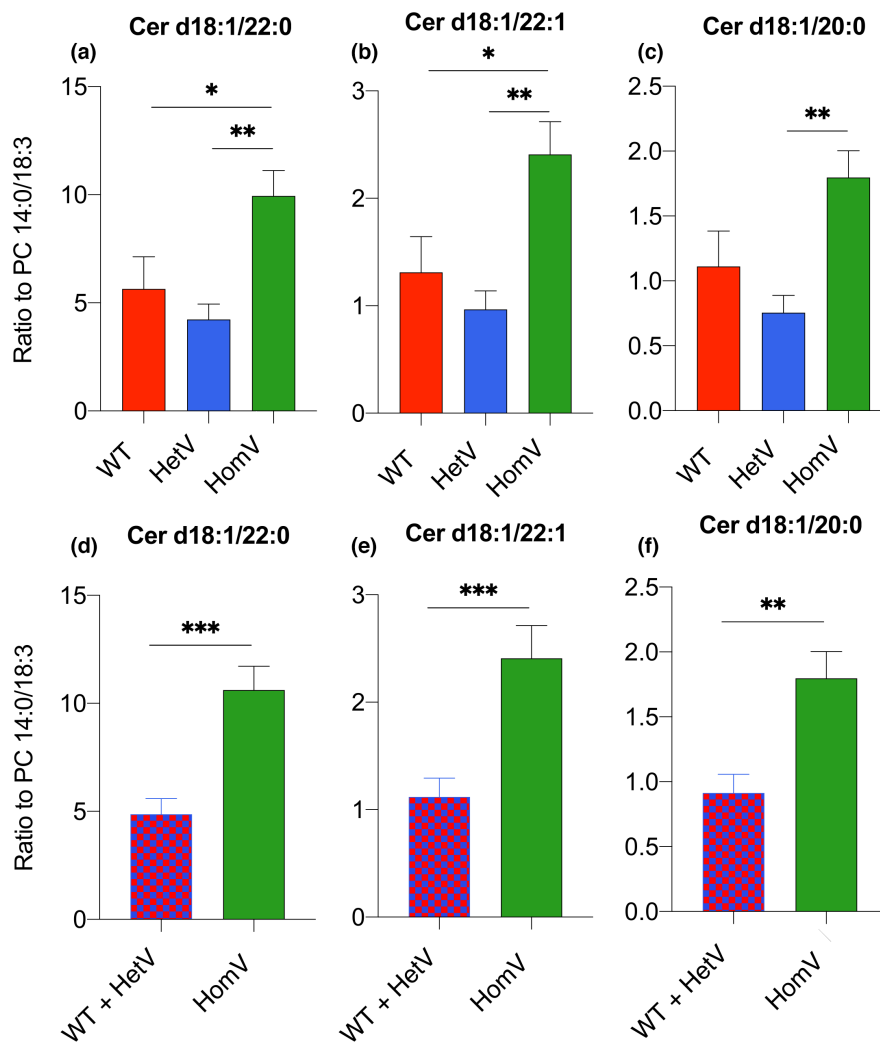 Cer d18:1/22:0
(a)
15
10
5
0
Ratio to PC 14:0/18:3
*
**
WT
HetV
HomV
Cer d18:1/22:1
(b)
3
2
1
0
*
**
WT
HetV
HomV
Cer d18:1/20:0
(c)
2.5
2.0
1.5
1.0
0.5
0.0
**
WT
HetV
HomV
Cer d18:1/22:0
(d)
15
10
5
0
Ratio to PC 14:0/18:3
***
WT + HetV
HomV
Cer d18:1/22:1
(e)
3
2
1
0
***
WT + HetV
HomV
Cer d18:1/20:0
(f)
2.5
2.0
1.5
1.0
0.5
0.0
**
WT + HetV
HomV